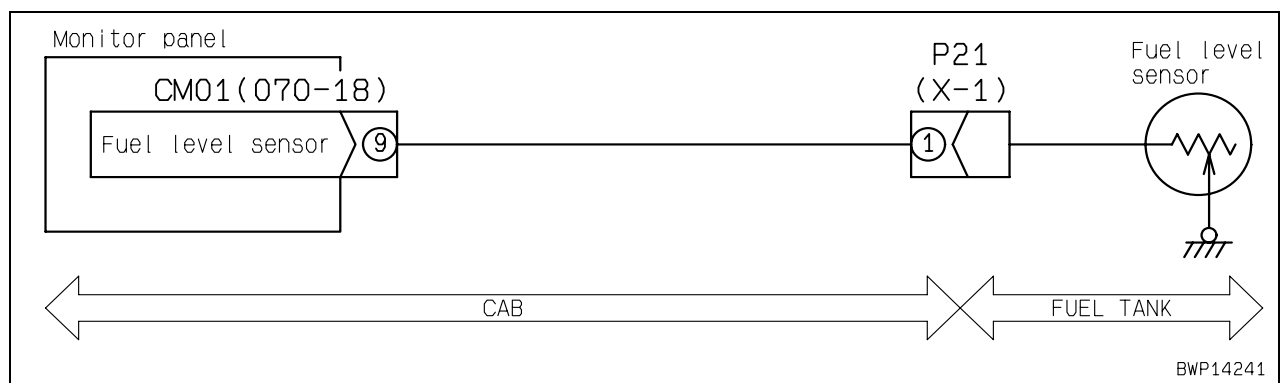 Monitor panel
CM01(070-18)
Fuel level sensor
9
P21
(X-1)
1
Fuel level
sensor
CAB
FUEL TANK
BWP14241